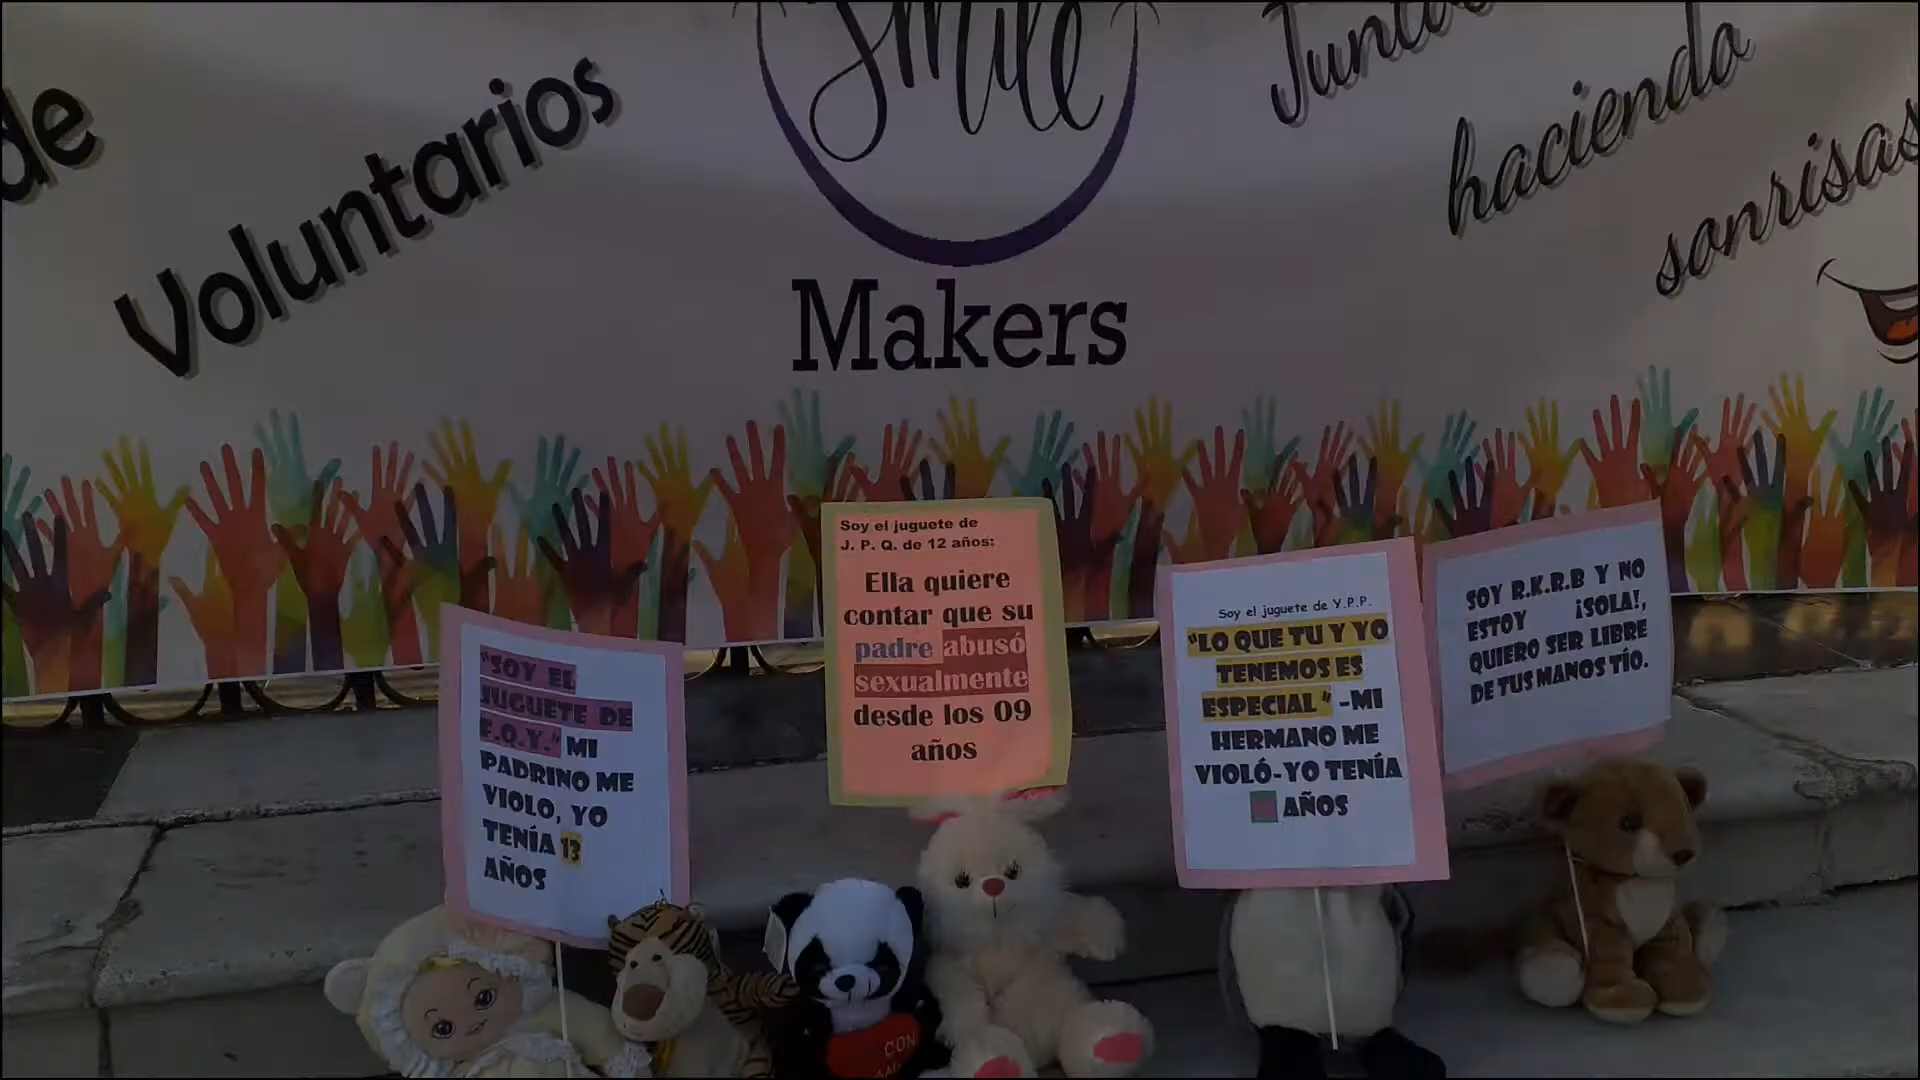 de
Voluntarios
Smile
Makers
haciendo
sonrisas
"SOY EL
JUGUETE DE
F.Q.Y." MI
PADRINO ME
VIOLO, YO
TENÍA 13
AÑOS
Soy el juguete de
J. P. Q. de 12 años:
Ella quiere
contar que su
padre abusó
sexualmente
desde los 09
años
Soy el juguete de Y.P.P.
"LO QUE TU Y YO
TENEMOS ES
ESPECIAL" -MI
HERMANO ME
VIOLÓ-YO TENÍA
AÑOS
SOY R.K.R.B Y NO
ESTOY ¡SOLA!,
QUIERO SER LIBRE
DE TUS MANOS TÍO.
CON